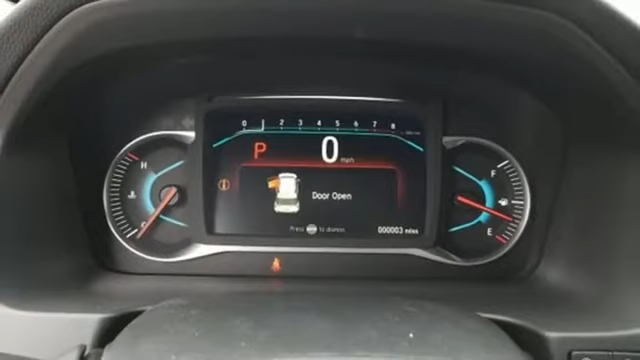 0 1 2 3 4 5 6 7 8
P 0 mph
H
F
Door Open
C
E
Press to dismiss
000003 miles